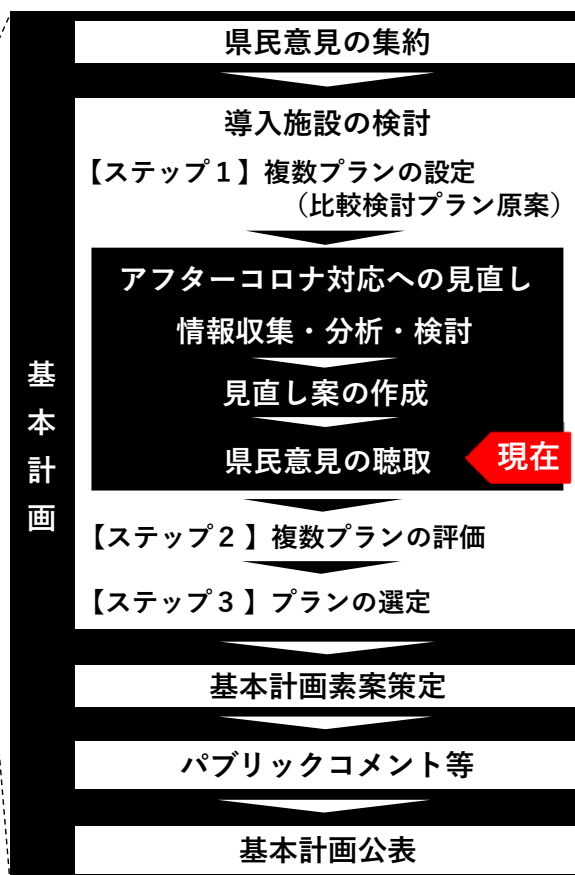 基本計画
県民意見の集約
導入施設の検討
【ステップ１】複数プランの設定
（比較検討プラン原案）
アフターコロナ対応への見直し
情報収集・分析・検討
見直し案の作成
県民意見の聴取
現在
【ステップ２】複数プランの評価
【ステップ３】プランの選定
基本計画素案策定
パブリックコメント等
基本計画公表